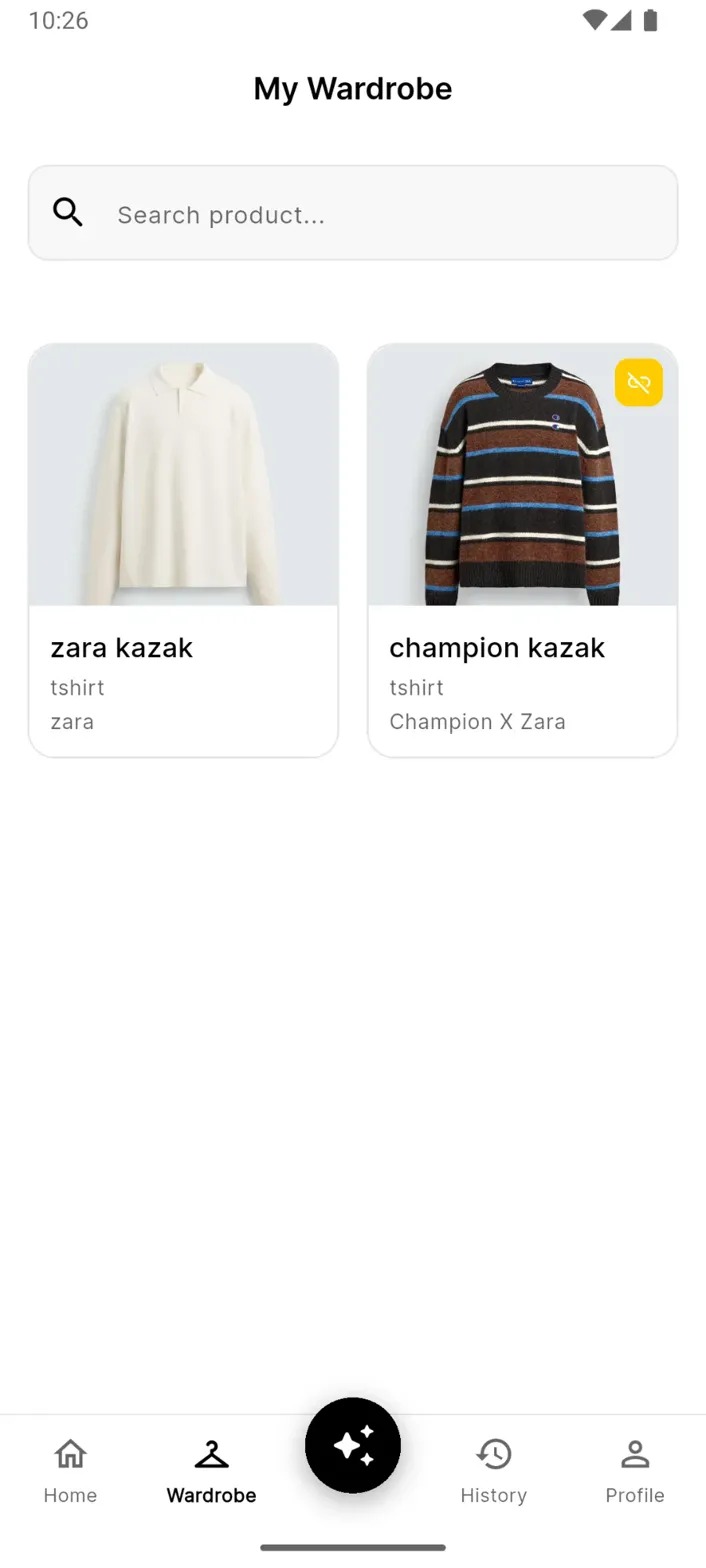 10:26
My Wardrobe
Search product...
zara kazak
tshirt
zara
champion kazak
tshirt
Champion X Zara
Home
Wardrobe
History
Profile